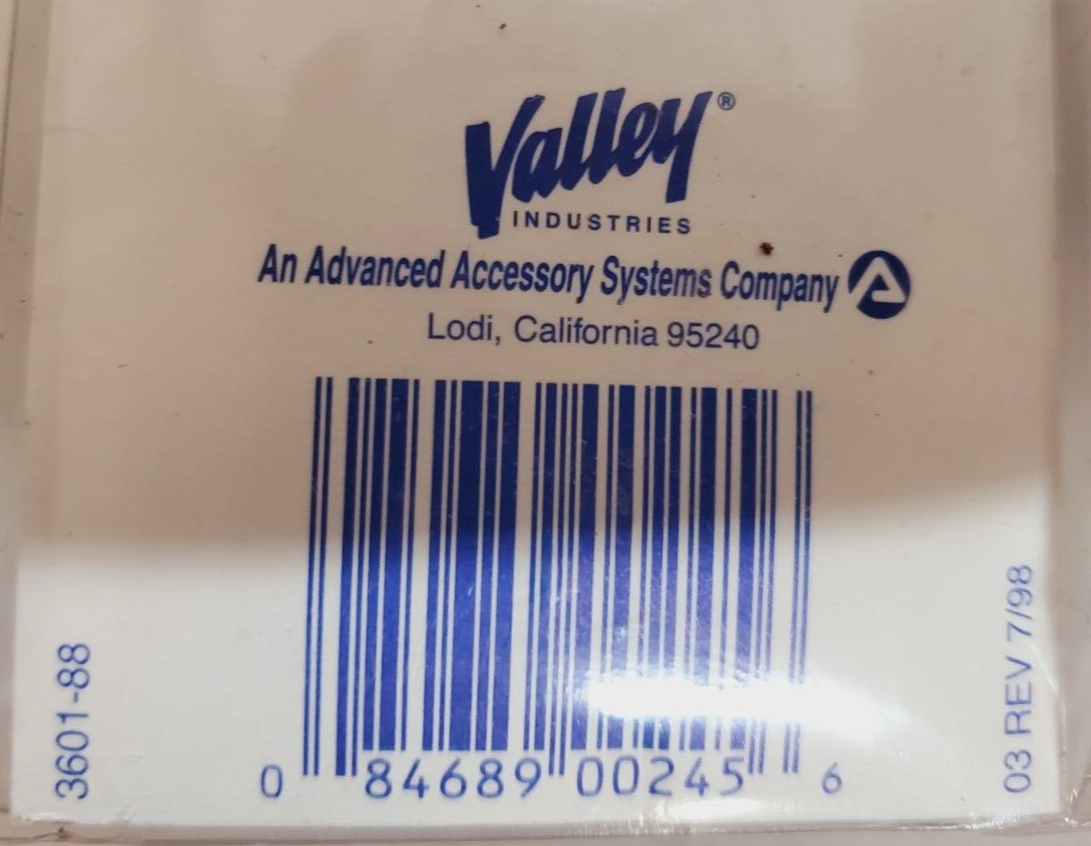 Valley®
INDUSTRIES
An Advanced Accessory Systems Company
Lodi, California 95240
3601-88
03 REV 7/98
0 84689 00245 6